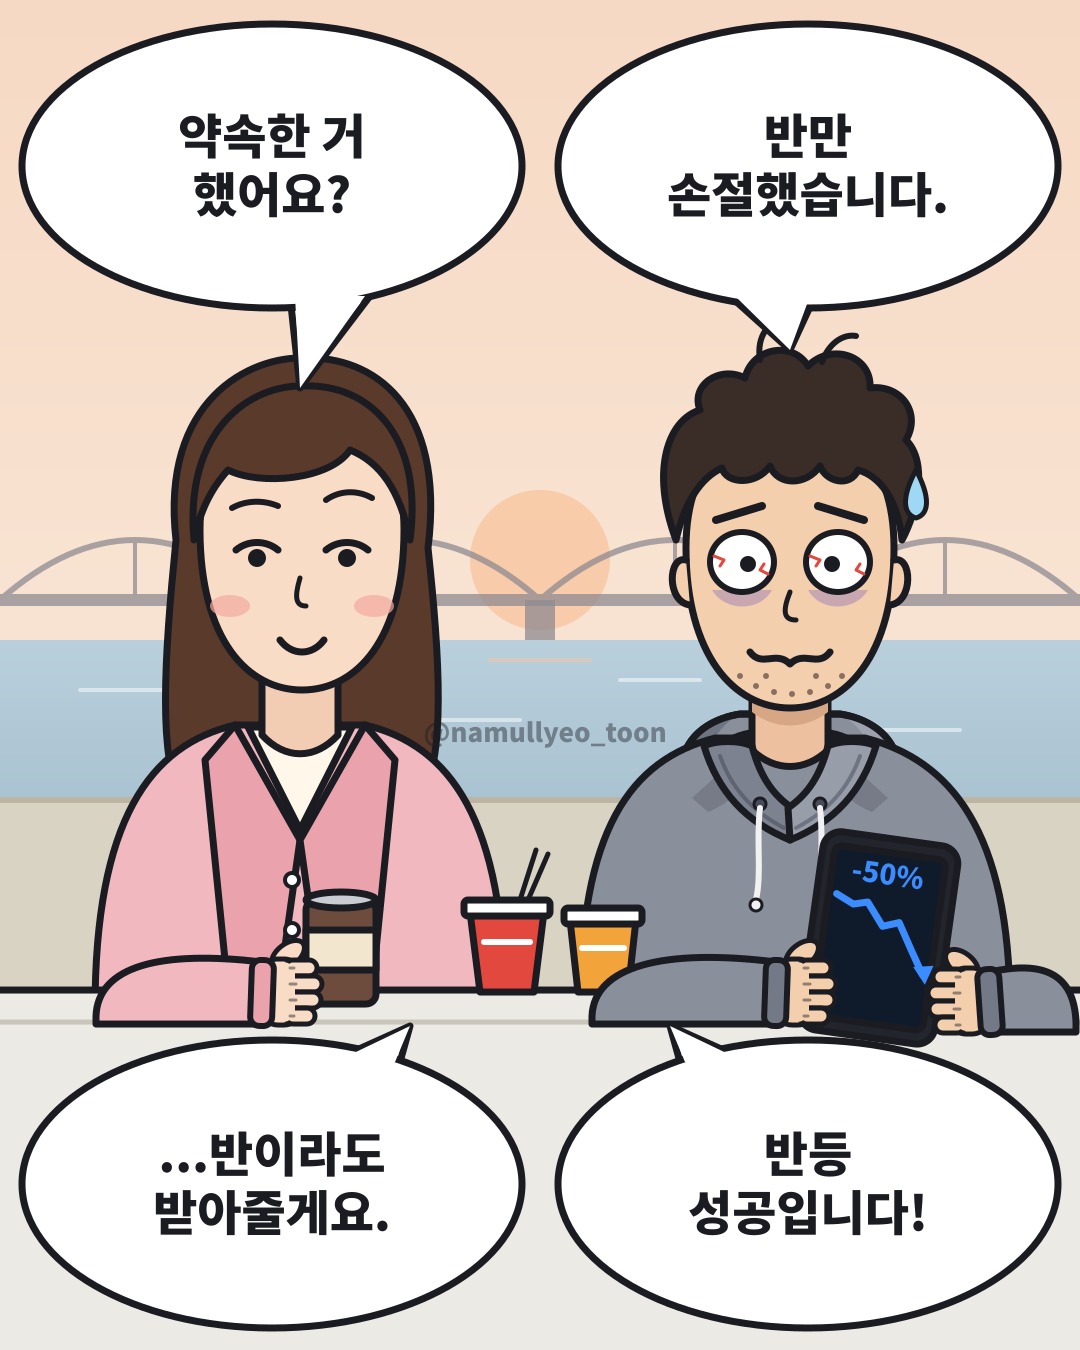 약속한 거
했어요?
반만
손절했습니다.
@namullyeo_toon
-50%
...반이라도
받아줄게요.
반등
성공입니다!